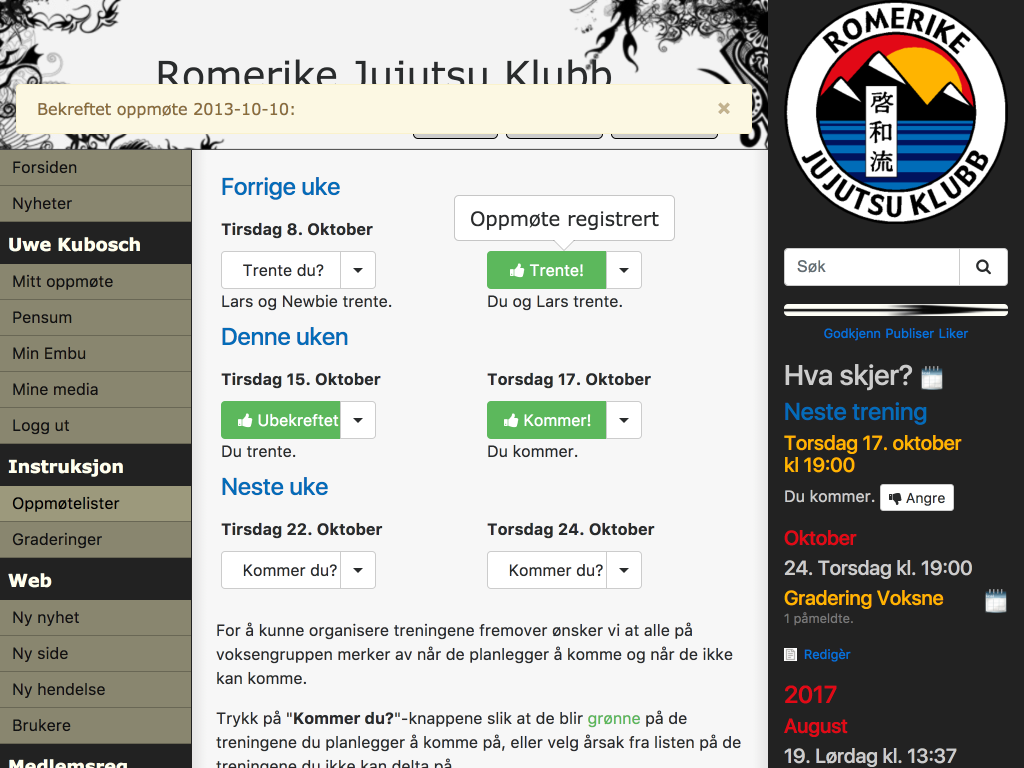 Romerike Jujutsu Klubb
Bekreftet oppmøte 2013-10-10:
×
Forsiden
Nyheter
Uwe Kubosch
Mitt oppmøte
Pensum
Min Embu
Mine media
Logg ut
Instruksjon
Oppmøtelister
Graderinger
Web
Ny nyhet
Ny side
Ny hendelse
Brukere
Medlemsreg
Forrige uke
Tirsdag 8. Oktober
Oppmøte registrert
Trente du?
Trente!
Lars og Newbie trente.
Du og Lars trente.
Denne uken
Tirsdag 15. Oktober
Torsdag 17. Oktober
Ubekreftet
Kommer!
Du trente.
Du kommer.
Neste uke
Tirsdag 22. Oktober
Torsdag 24. Oktober
Kommer du?
Kommer du?
For å kunne organisere treningene fremover ønsker vi at alle på
voksengruppen merker av når de planlegger å komme og når de ikke
kan komme.
Trykk på "Kommer du?"-knappene slik at de blir grønne på de
treningene du planlegger å komme på, eller velg årsak fra listen på de
treningene du ikke kan delta på.
ROMERIKE
啓和流
JUJUTSU KLUBB
Søk
Godkjenn Publiser Liker
Hva skjer?
Neste trening
Torsdag 17. oktober
kl 19:00
Du kommer. Angre
Oktober
24. Torsdag kl. 19:00
Gradering Voksne
1 påmeldte.
Redigèr
2017
August
19. Lørdag kl. 13:37